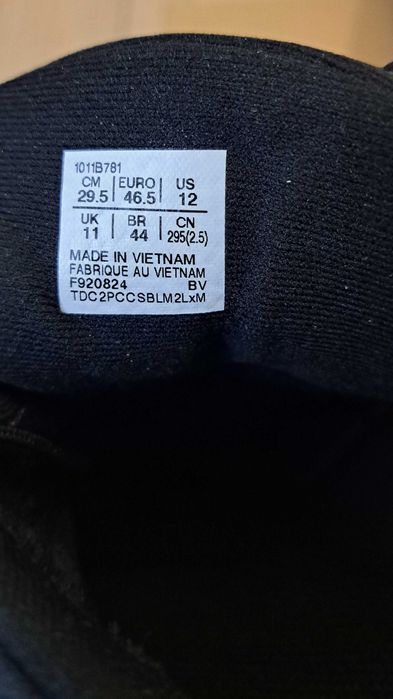 1011B781
CM EURO US
29.5 46.5 12
UK BR CN
11 44 295(2.5)
MADE IN VIETNAM
FABRIQUE AU VIETNAM
F920824 BV
TDC2PCCSBLM2LxM